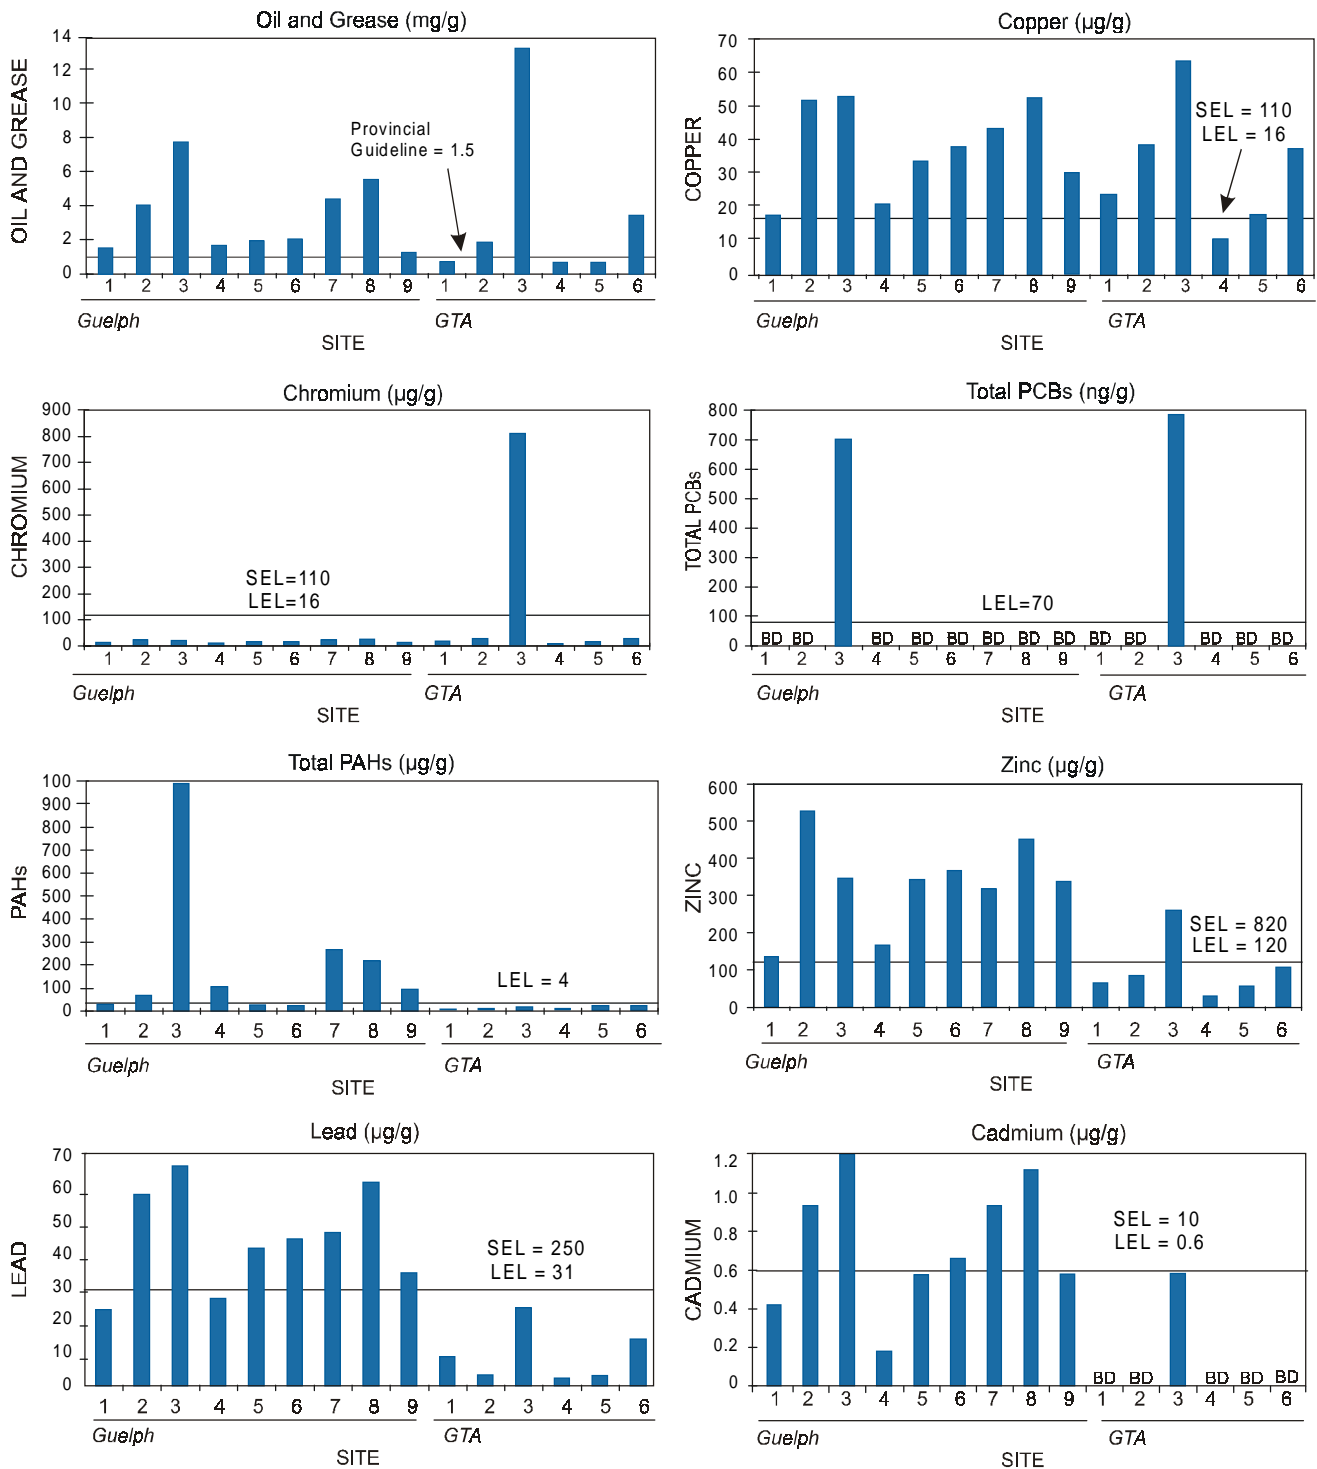 Oil and Grease (mg/g)
OIL AND GREASE
14
12
10
8
6
4
2
0
Provincial
Guideline = 1.5
1 2 3 4 5 6 7 8 9 1 2 3 4 5 6
Guelph GTA
SITE
Copper (µg/g)
COPPER
70
60
50
40
30
20
10
0
SEL = 110
LEL = 16
1 2 3 4 5 6 7 8 9 1 2 3 4 5 6
Guelph GTA
SITE
Chromium (µg/g)
CHROMIUM
900
800
700
600
500
400
300
200
100
0
SEL=110
LEL=16
1 2 3 4 5 6 7 8 9 1 2 3 4 5 6
Guelph GTA
SITE
Total PCBs (ng/g)
TOTAL PCBs
800
700
600
500
400
300
200
100
0
LEL=70
BD BD BD BD BD BD BD BD BD BD BD BD BD
1 2 3 4 5 6 7 8 9 1 2 3 4 5 6
Guelph GTA
SITE
Total PAHs (µg/g)
PAHs
100
900
800
700
600
500
400
300
200
100
0
LEL = 4
1 2 3 4 5 6 7 8 9 1 2 3 4 5 6
Guelph GTA
SITE
Zinc (µg/g)
ZINC
600
500
400
300
200
100
0
SEL = 820
LEL = 120
1 2 3 4 5 6 7 8 9 1 2 3 4 5 6
Guelph GTA
SITE
Lead (µg/g)
LEAD
70
60
50
40
30
20
10
0
SEL = 250
LEL = 31
1 2 3 4 5 6 7 8 9 1 2 3 4 5 6
Guelph GTA
SITE
Cadmium (µg/g)
CADMIUM
1.2
1.0
0.8
0.6
0.4
0.2
0
SEL = 10
LEL = 0.6
BD BD BD BD BD
1 2 3 4 5 6 7 8 9 1 2 3 4 5 6
Guelph GTA
SITE